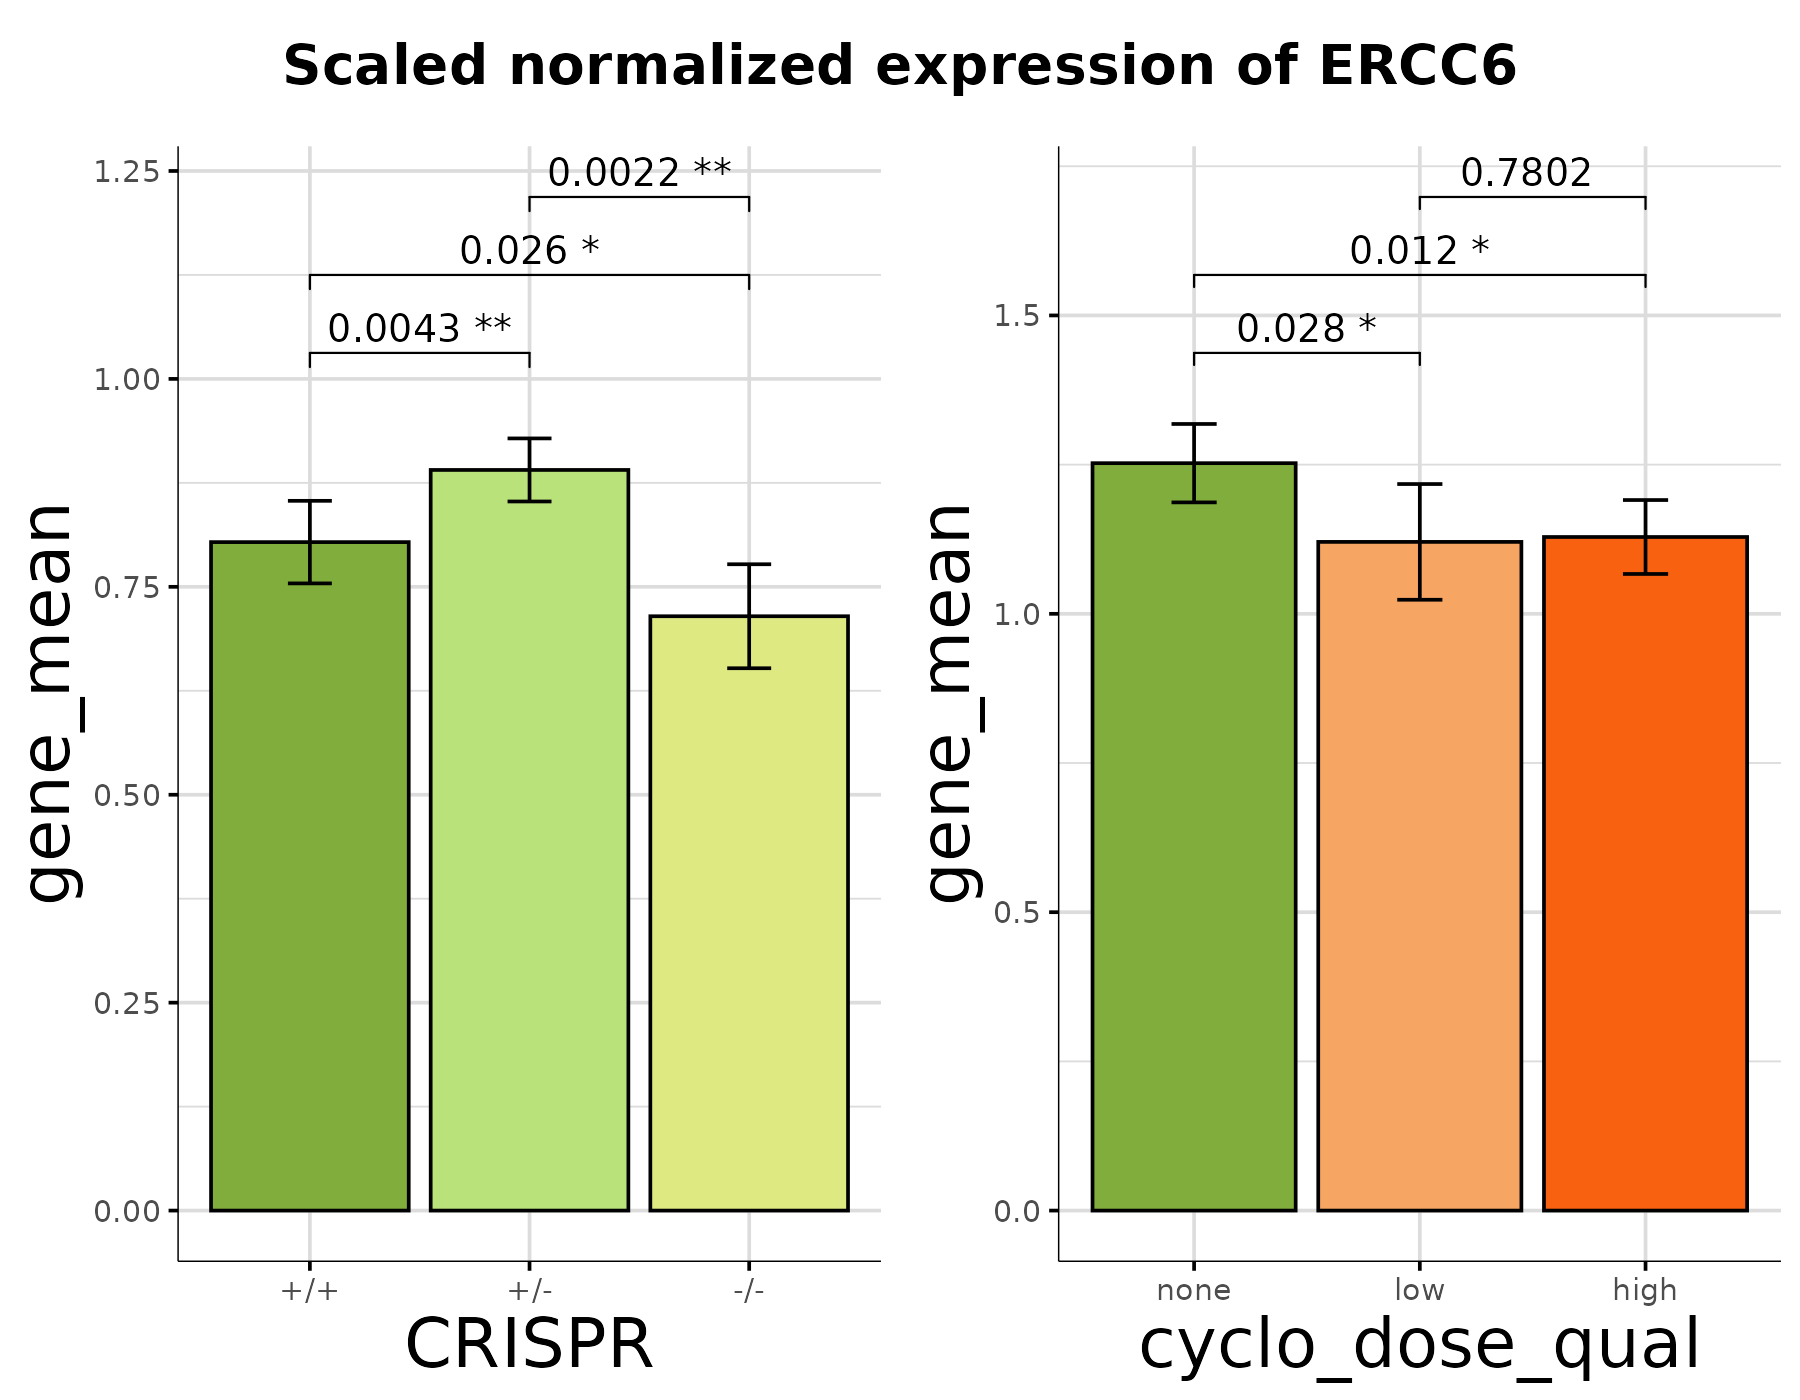 Scaled normalized expression of ERCC6
gene_mean
1.25
1.00
0.75
0.50
0.25
0.00
0.0022 **
0.026 *
0.0043 **
+/+
+/-
-/-
CRISPR
gene_mean
1.5
1.0
0.5
0.0
0.7802
0.012 *
0.028 *
none
low
high
cyclo_dose_qual